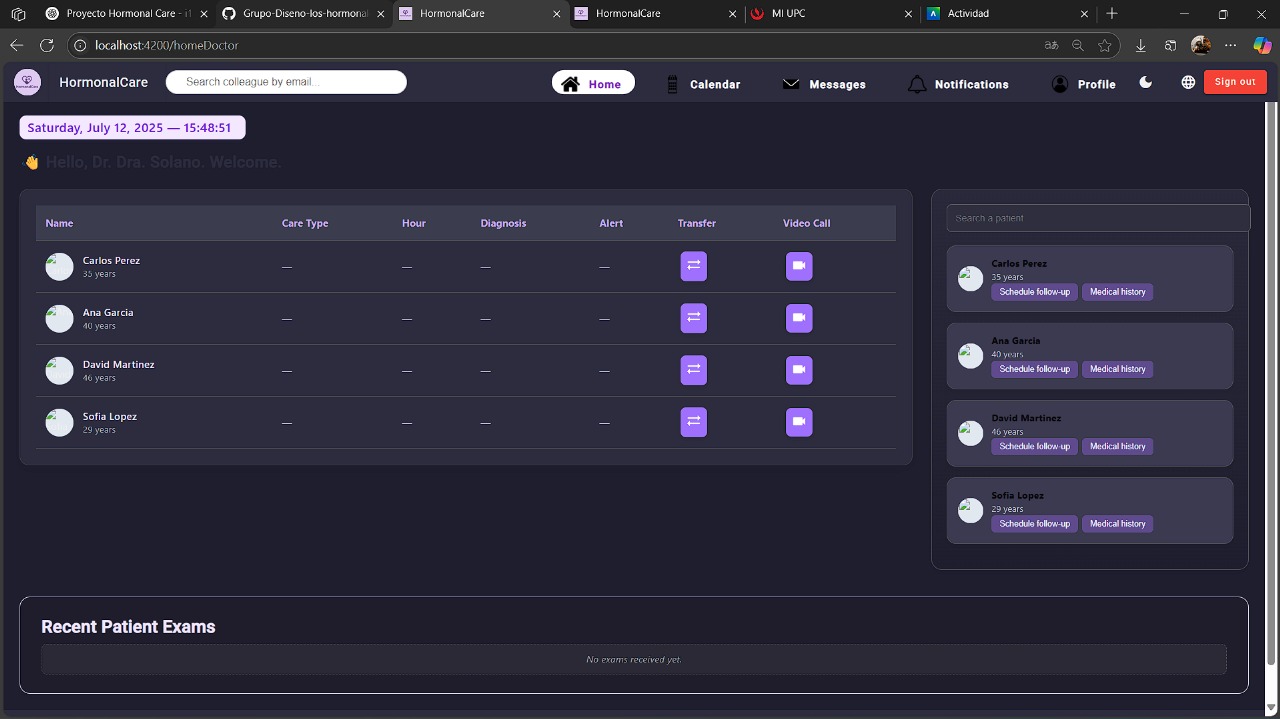 Proyecto Hormonal Care - i1
Grupo-Diseno-los-hormonal
HormonalCare
HormonalCare
MI UPC
Actividad
localhost:4200/homeDoctor
HormonalCare
Search colleague by email...
Home
Calendar
Messages
Notifications
Profile
Sign out
Saturday, July 12, 2025 — 15:48:51
Hello, Dr. Dra. Solano. Welcome.
Name Care Type Hour Diagnosis Alert Transfer Video Call
Carlos Perez
35 years
— — — —
Ana Garcia
40 years
— — — —
David Martinez
46 years
— — — —
Sofia Lopez
29 years
— — — —
Search a patient
Carlos Perez
35 years
Schedule follow-up Medical history
Ana Garcia
40 years
Schedule follow-up Medical history
David Martinez
46 years
Schedule follow-up Medical history
Sofia Lopez
29 years
Schedule follow-up Medical history
Recent Patient Exams
No exams received yet.